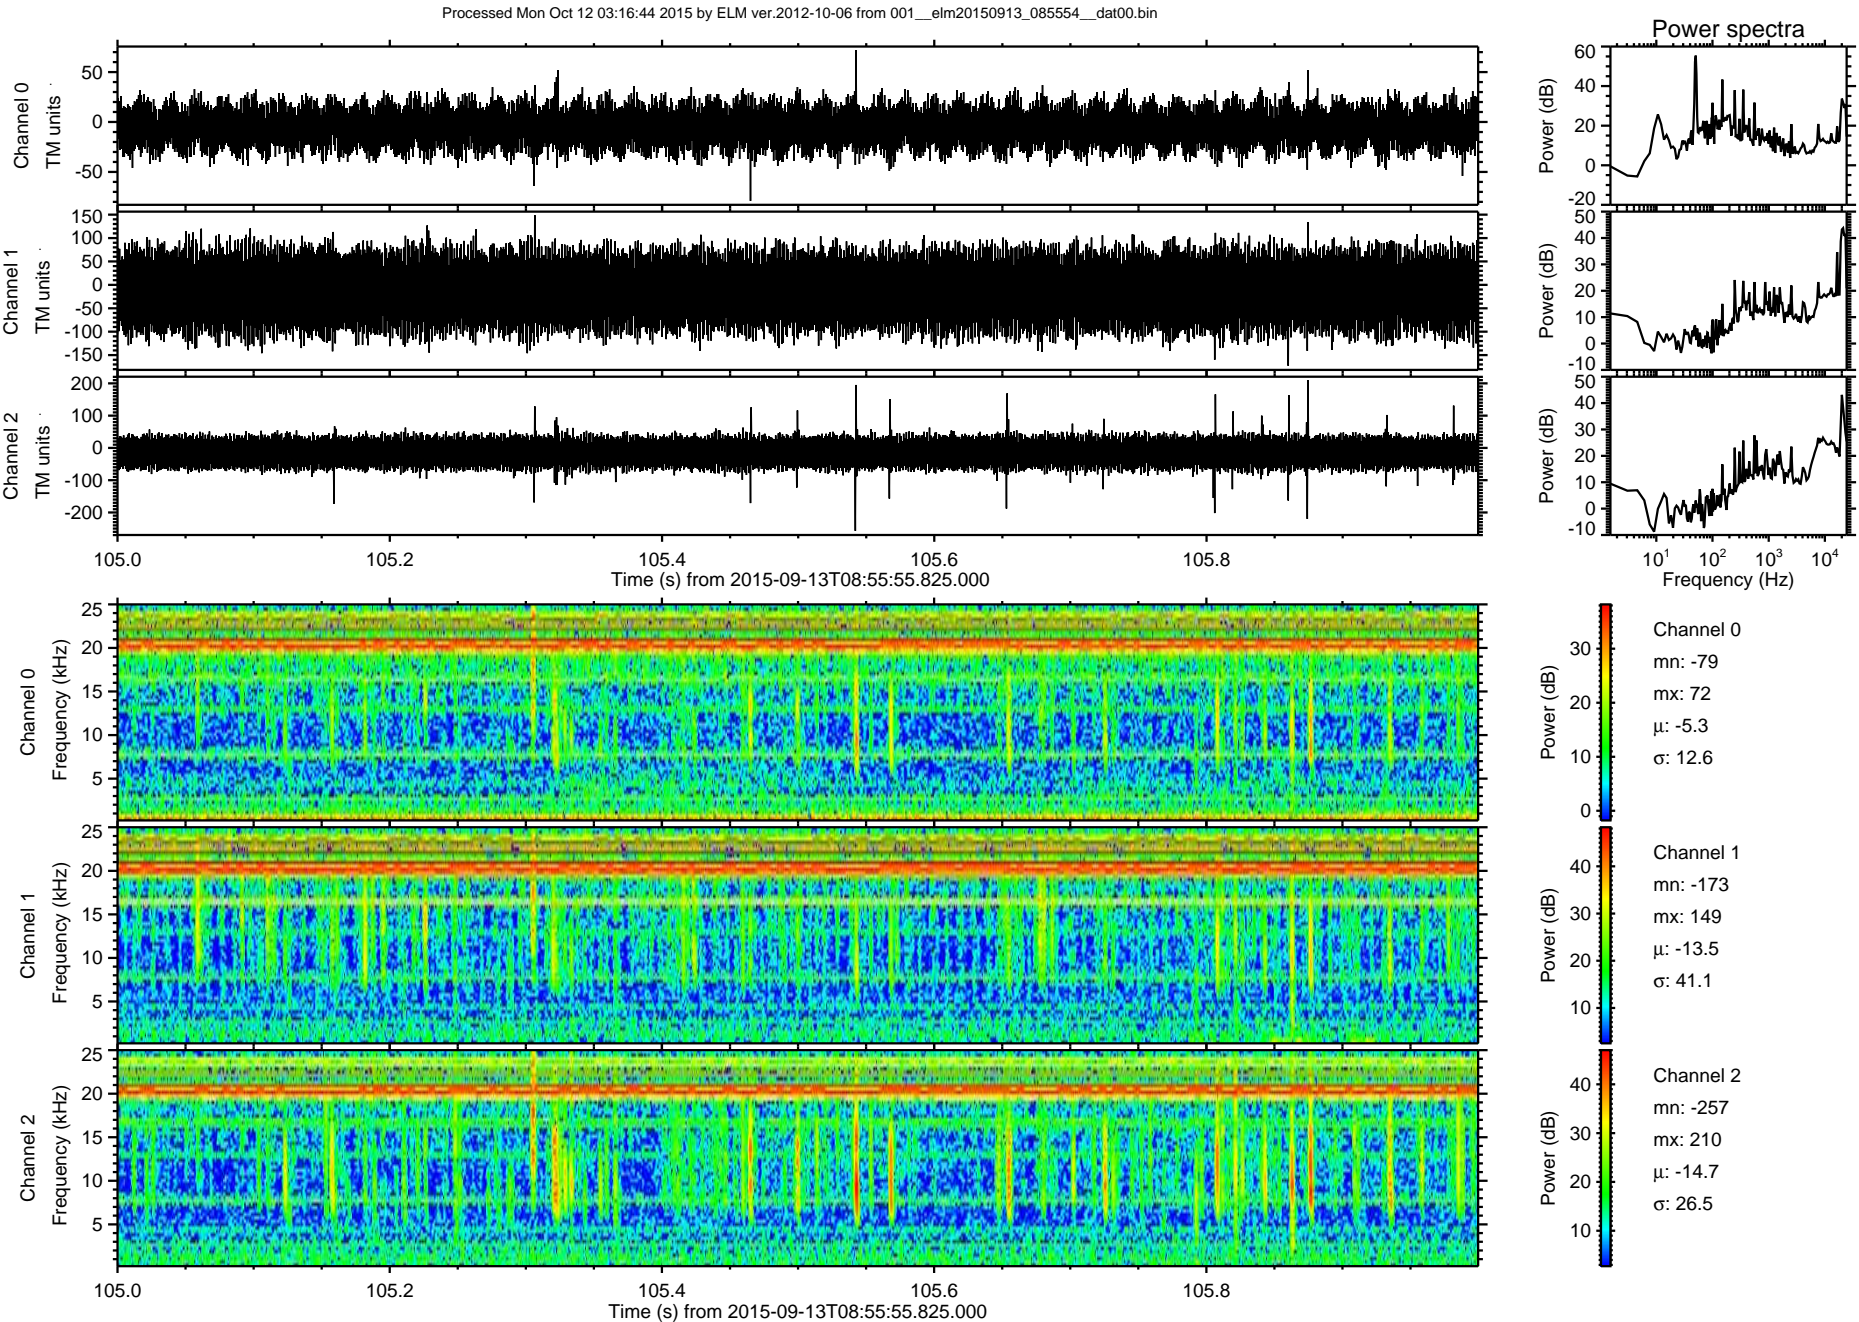 Processed Mon Oct 12 03:16:44 2015 by ELM ver.2012-10-06 from 001__elm20150913_085554__dat00.bin
Power spectra
Channel 0
TM units
50
0
-50
Power (dB)
60
40
20
0
-20
Channel 1
TM units
150
100
50
0
-50
-100
-150
Power (dB)
50
40
30
20
10
0
-10
Channel 2
TM units
200
100
0
-100
-200
Power (dB)
50
40
30
20
10
0
-10
105.0 105.2 105.4 105.6 105.8
Time (s) from 2015-09-13T08:55:55.825.000
10^1 10^2 10^3 10^4
Frequency (Hz)
Channel 0
Frequency (kHz)
25
20
15
10
5
Power (dB)
30
20
10
0
Channel 0
mn: -79
mx: 72
μ: -5.3
σ: 12.6
Channel 1
Frequency (kHz)
25
20
15
10
5
Power (dB)
40
30
20
10
Channel 1
mn: -173
mx: 149
μ: -13.5
σ: 41.1
Channel 2
Frequency (kHz)
25
20
15
10
5
Power (dB)
40
30
20
10
Channel 2
mn: -257
mx: 210
μ: -14.7
σ: 26.5
105.0 105.2 105.4 105.6 105.8
Time (s) from 2015-09-13T08:55:55.825.000